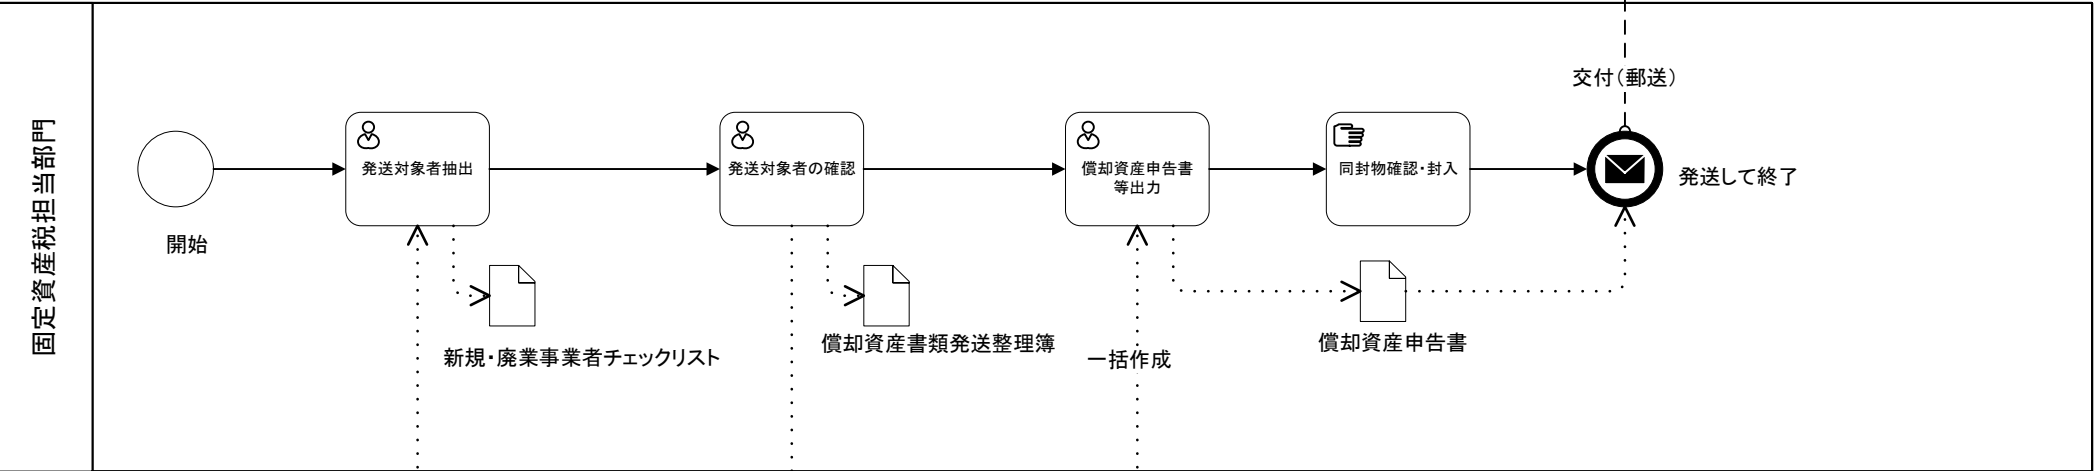 固定資産税担当部門
交付（郵送）
発送対象者抽出
発送対象者の確認
償却資産申告書
等出力
同封物確認・封入
発送して終了
開始
新規・廃業事業者チェックリスト
償却資産書類発送整理簿
一括作成
償却資産申告書